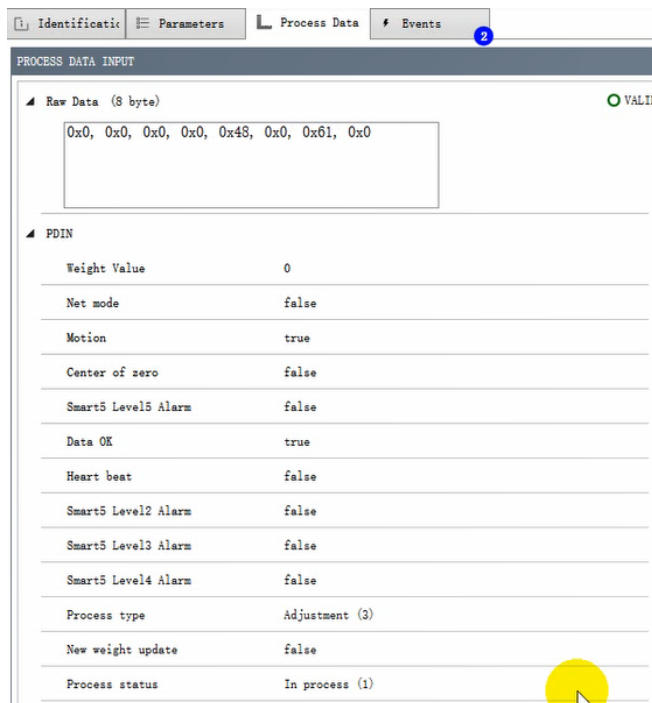 Identificatic Parameters Process Data Events
2
PROCESS DATA INPUT
Raw Data (8 byte) VALI
0x0, 0x0, 0x0, 0x0, 0x48, 0x0, 0x61, 0x0
PDIN
Weight Value 0
Net mode false
Motion true
Center of zero false
Smart5 Level5 Alarm false
Data OK true
Heart beat false
Smart5 Level2 Alarm false
Smart5 Level3 Alarm false
Smart5 Level4 Alarm false
Process type Adjustment (3)
New weight update false
Process status In process (1)